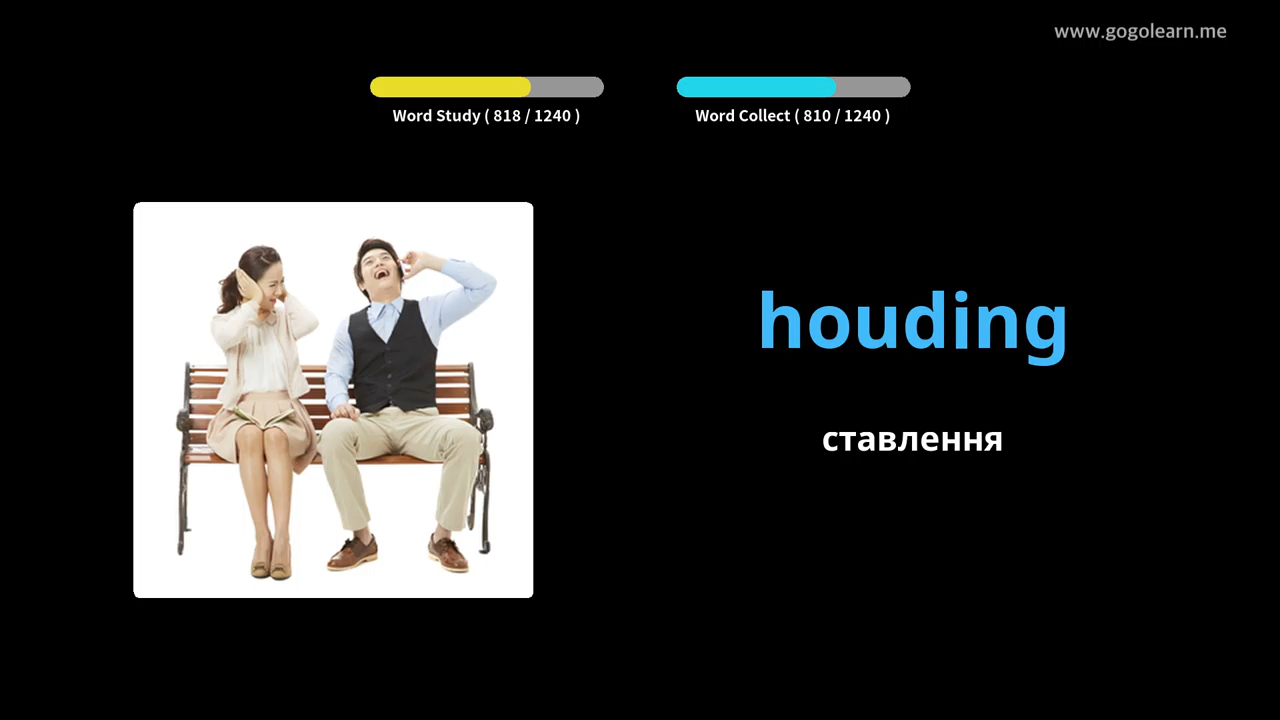 www.gogolearn.me
Word Study ( 818 / 1240 )
Word Collect ( 810 / 1240 )
houding
ставлення